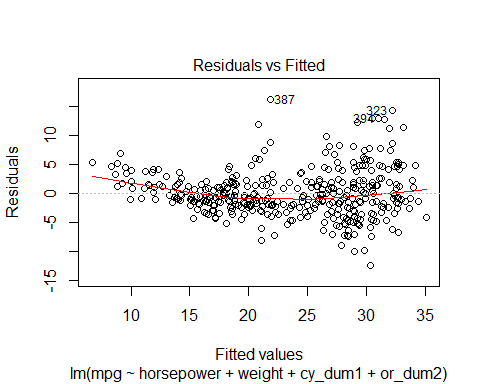 Residuals vs Fitted
387
323
394
Residuals
10
5
0
-5
-15
10 15 20 25 30 35
Fitted values
lm(mpg ~ horsepower + weight + cy_dum1 + or_dum2)